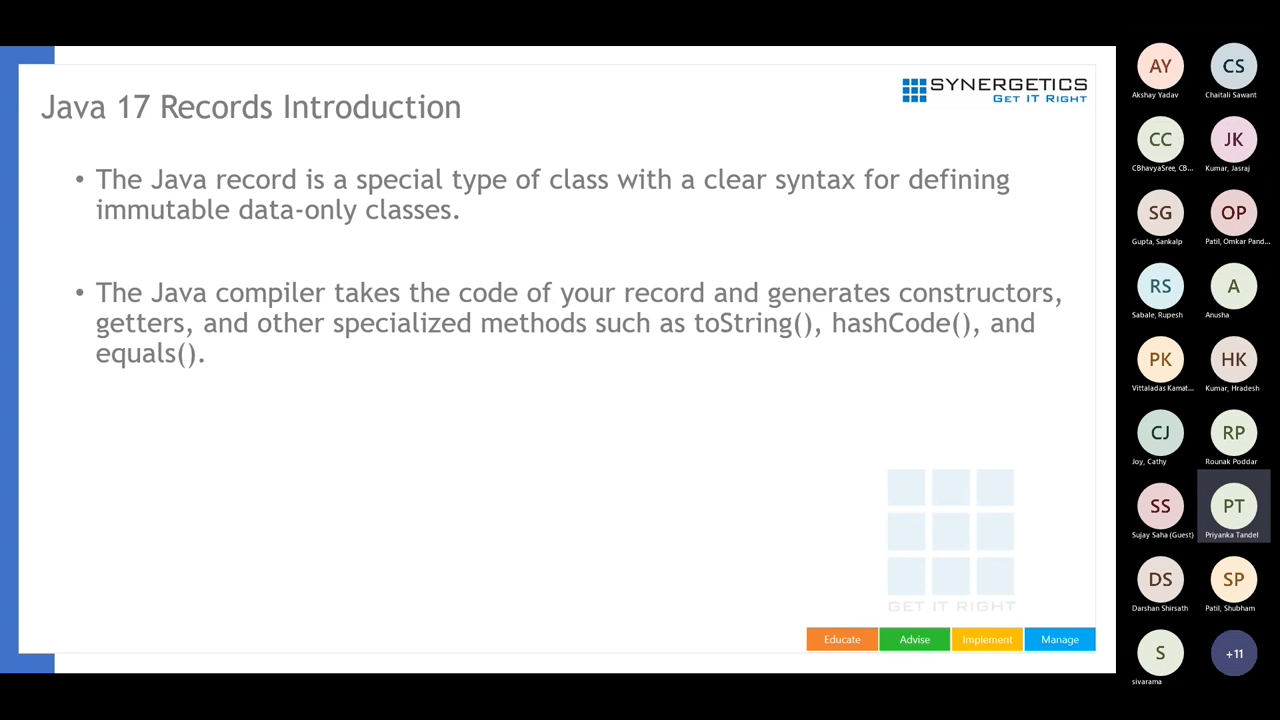 Java 17 Records Introduction
SYNERGETICS
GET IT RIGHT
• The Java record is a special type of class with a clear syntax for defining
immutable data-only classes.
• The Java compiler takes the code of your record and generates constructors,
getters, and other specialized methods such as toString(), hashCode(), and
equals().
GET IT RIGHT
Educate Advise Implement Manage
AY CS
Akshay Yadav Chaitali Sawant
CC JK
CBhavyaSree, CB... Kumar, Jasraj
SG OP
Gupta, Sankalp Patil, Omkar Pand...
RS A
Sabale, Rupesh Anusha
PK HK
Vittaladas Kamat... Kumar, Hradesh
CJ RP
Joy, Cathy Rounak Poddar
SS PT
Sujay Saha (Guest) Priyanka Tandel
DS SP
Darshan Shirsath Patil, Shubham
S +11
sivarama